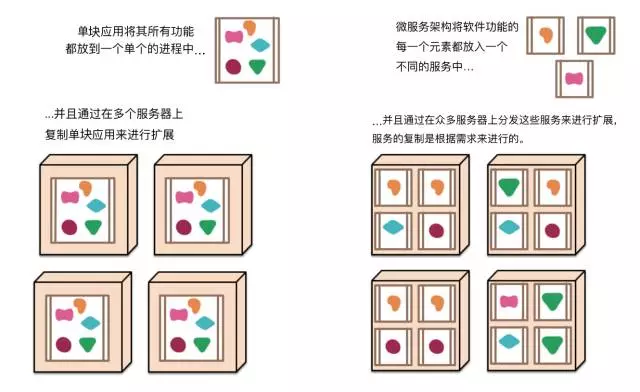 单块应用将其所有功能
都放到一个单个的进程中...
...并且通过在多个服务器上
复制单块应用来进行扩展
微服务架构将软件功能的
每一个元素都放入一个
不同的服务中...
...并且通过在众多服务器上分发这些服务来进行扩展，
服务的复制是根据需求来进行的。